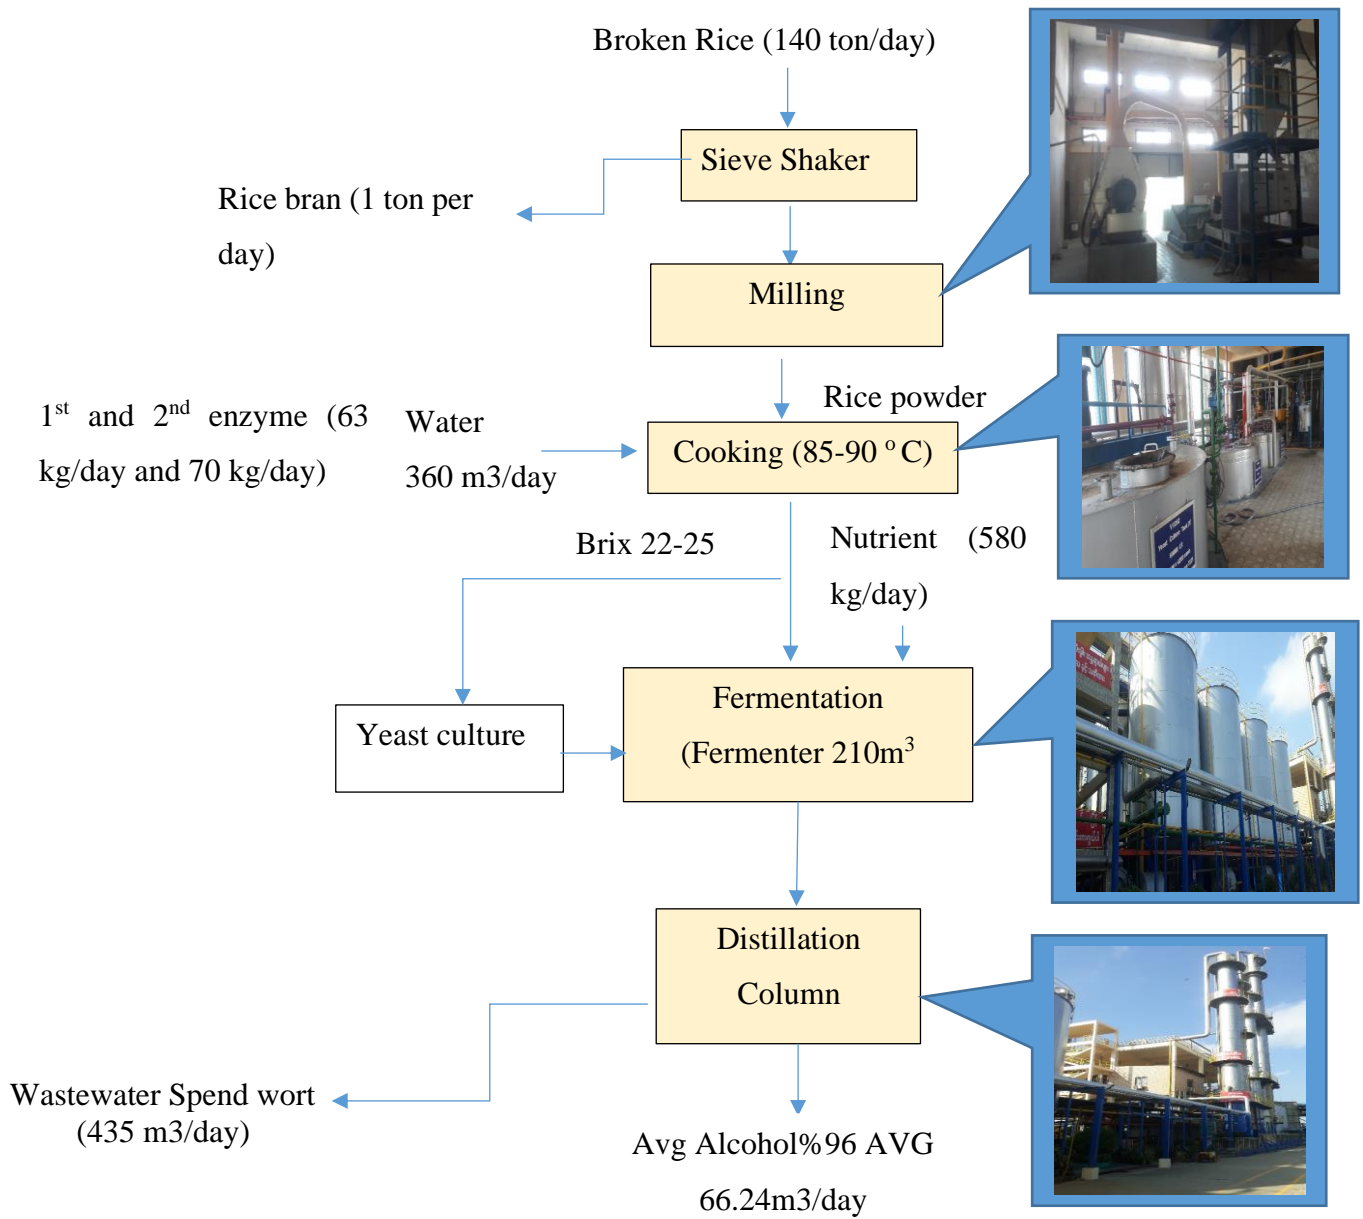 Broken Rice (140 ton/day)
Sieve Shaker
Rice bran (1 ton per
day)
Milling
Rice powder
1st and 2nd enzyme (63
kg/day and 70 kg/day)
Water
360 m3/day
Cooking (85-90 ° C)
Brix 22-25
Nutrient (580
kg/day)
Yeast culture
Fermentation
(Fermenter 210m³
Distillation
Column
Wastewater Spend wort
(435 m3/day)
Avg Alcohol%96 AVG
66.24m3/day